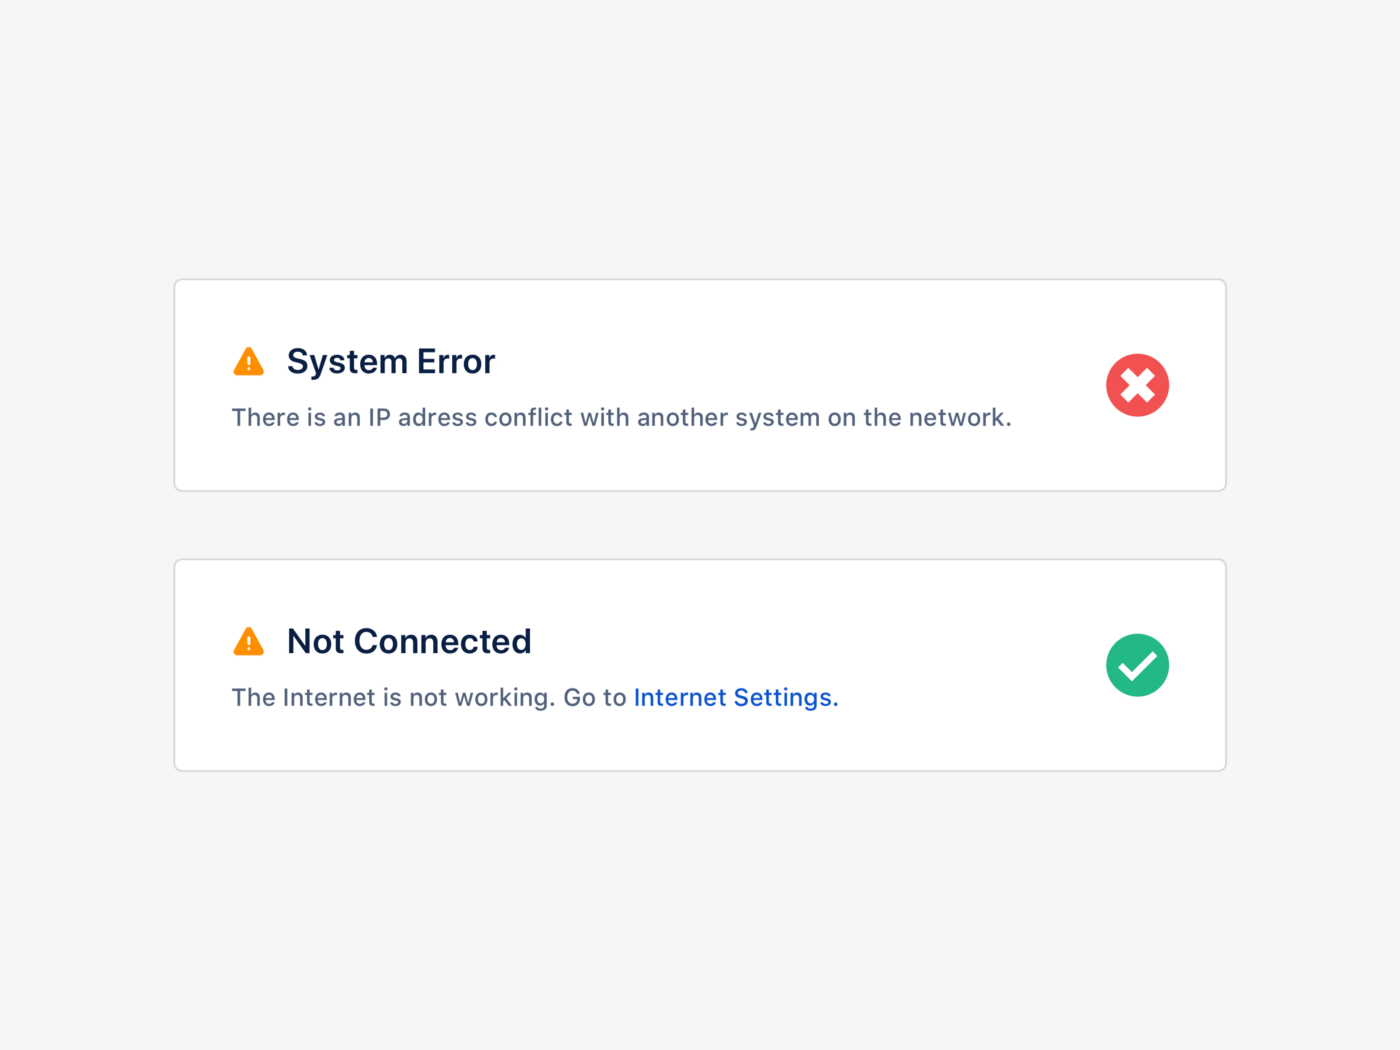 System Error
There is an IP adress conflict with another system on the network.
Not Connected
The Internet is not working. Go to Internet Settings.